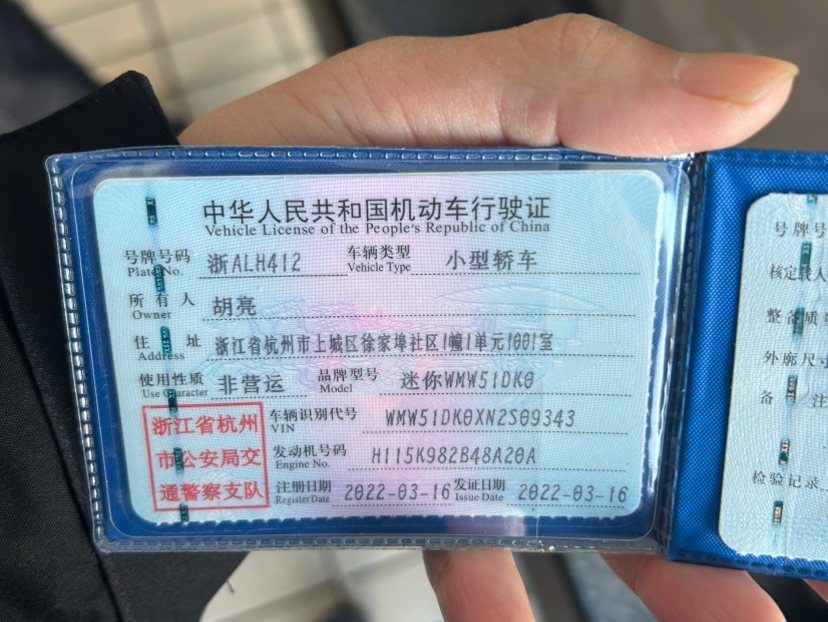 中华人民共和国机动车行驶证
Vehicle License of the People's Republic of China
号牌号码 浙ALH412 车辆类型 小型轿车
Plate No. Vehicle Type
所有人 胡亮
Owner
住址 浙江省杭州市上城区徐家埠社区1幢1单元1001室
Address
使用性质 非营运 品牌型号 迷你WMW51DK0
Use Character Model
浙江省杭州
市公安局交
通警察支队
车辆识别代号 WMW51DK0XN2S09343
VIN
发动机号码 H115K982B48A20A
Engine No.
注册日期 2022-03-16 发证日期 2022-03-16
Register Date Issue Date
号牌号
核定载人
整备质
外廓尺寸
备 注
检验记录